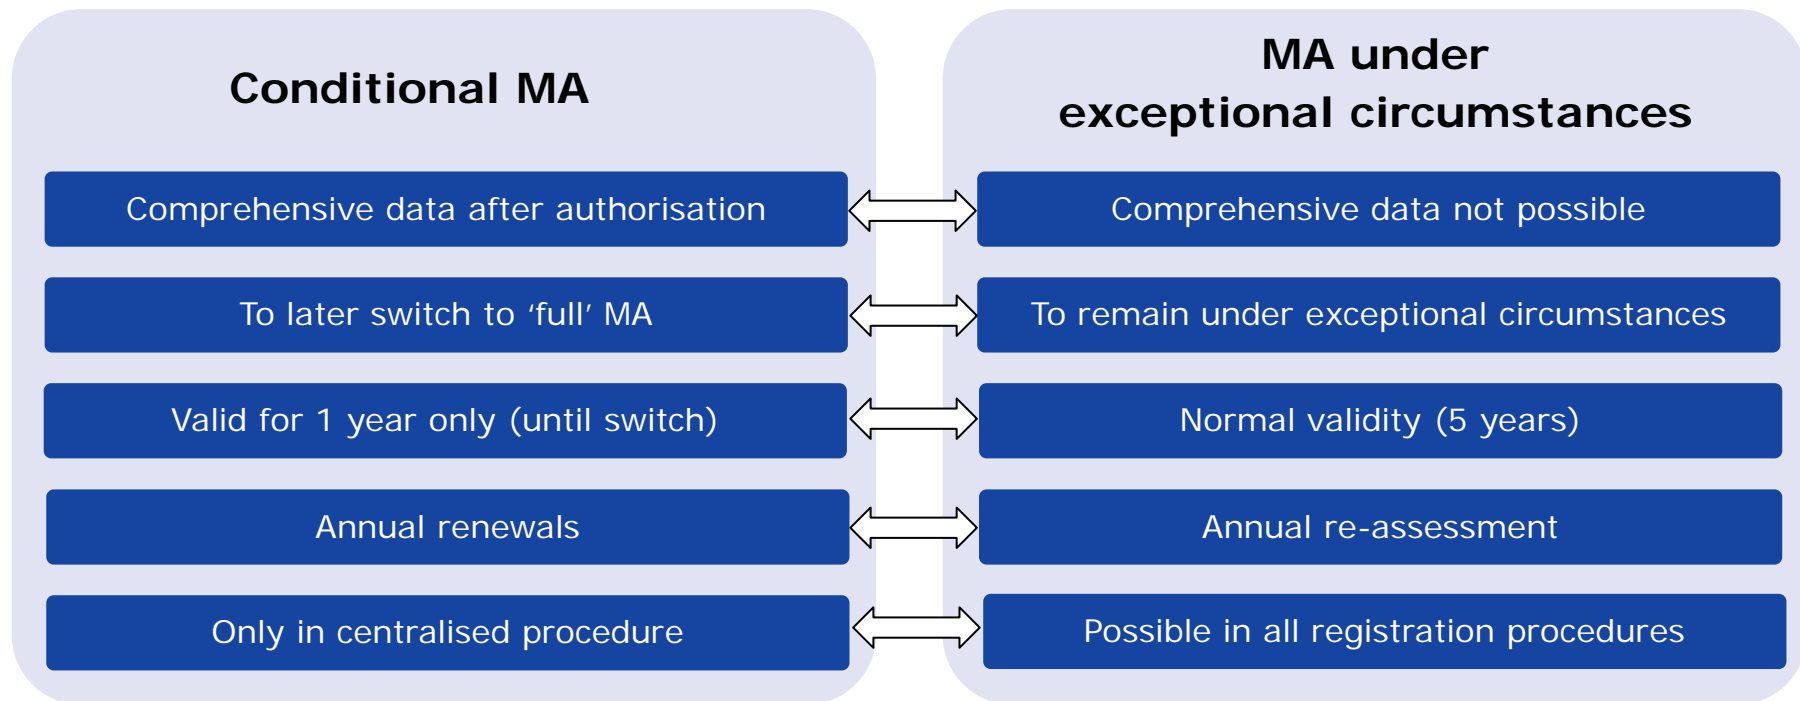 Conditional MA
Comprehensive data after authorisation
To later switch to ‘full’ MA
Valid for 1 year only (until switch)
Annual renewals
Only in centralised procedure
MA under
exceptional circumstances
Comprehensive data not possible
To remain under exceptional circumstances
Normal validity (5 years)
Annual re-assessment
Possible in all registration procedures